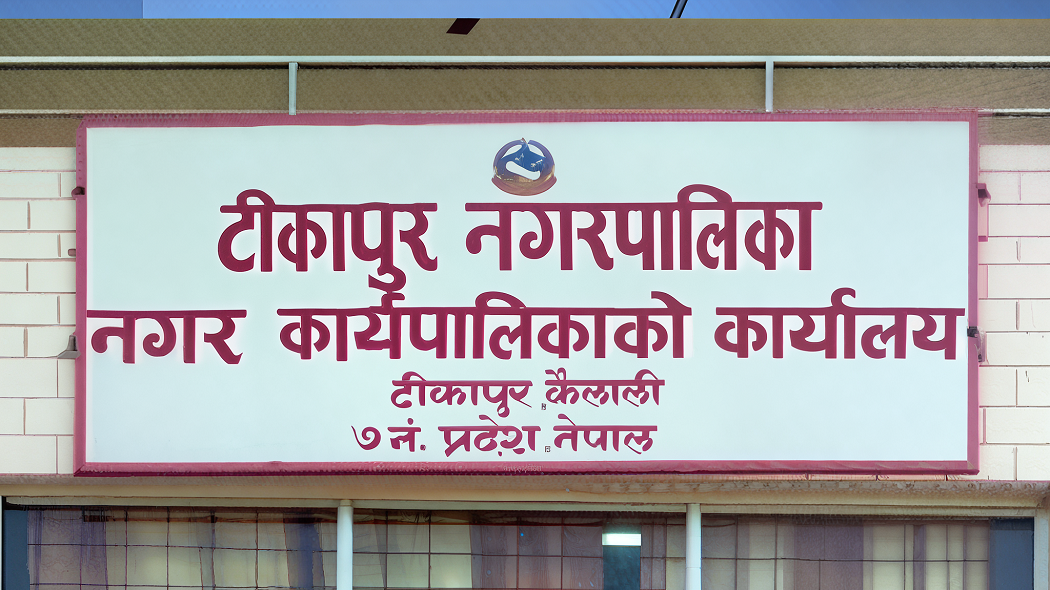 टीकापुर नगरपालिका
नगर कार्यपालिकाको कार्यालय
टीकापुर कैलाली
७ नं. प्रदेश नेपाल